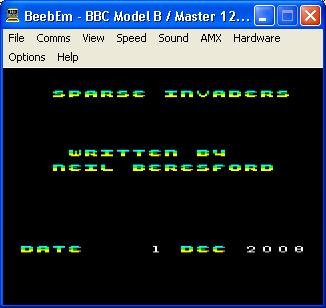 BeebEm - BBC Model B / Master 12...
File Comms View Speed Sound AMX Hardware
Options Help
SPARSE INVADERS
WRITTEN BY
NEIL BERESFORD
DATE 1 DEC 2008